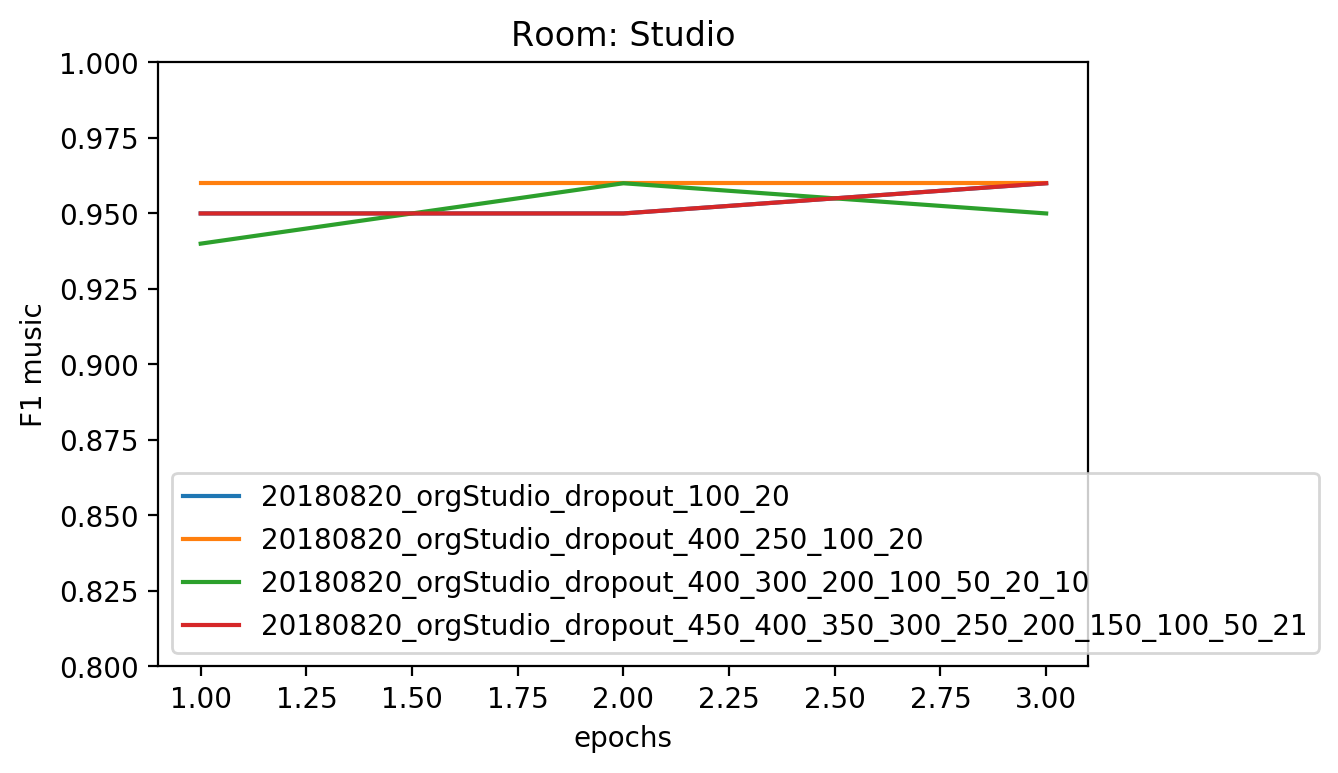 Room: Studio
1.000
0.975
0.950
0.925
0.900
0.875
0.850
0.825
0.800
F1 music
20180820_orgStudio_dropout_100_20
20180820_orgStudio_dropout_400_250_100_20
20180820_orgStudio_dropout_400_300_200_100_50_20_10
20180820_orgStudio_dropout_450_400_350_300_250_200_150_100_50_21
1.00 1.25 1.50 1.75 2.00 2.25 2.50 2.75 3.00
epochs